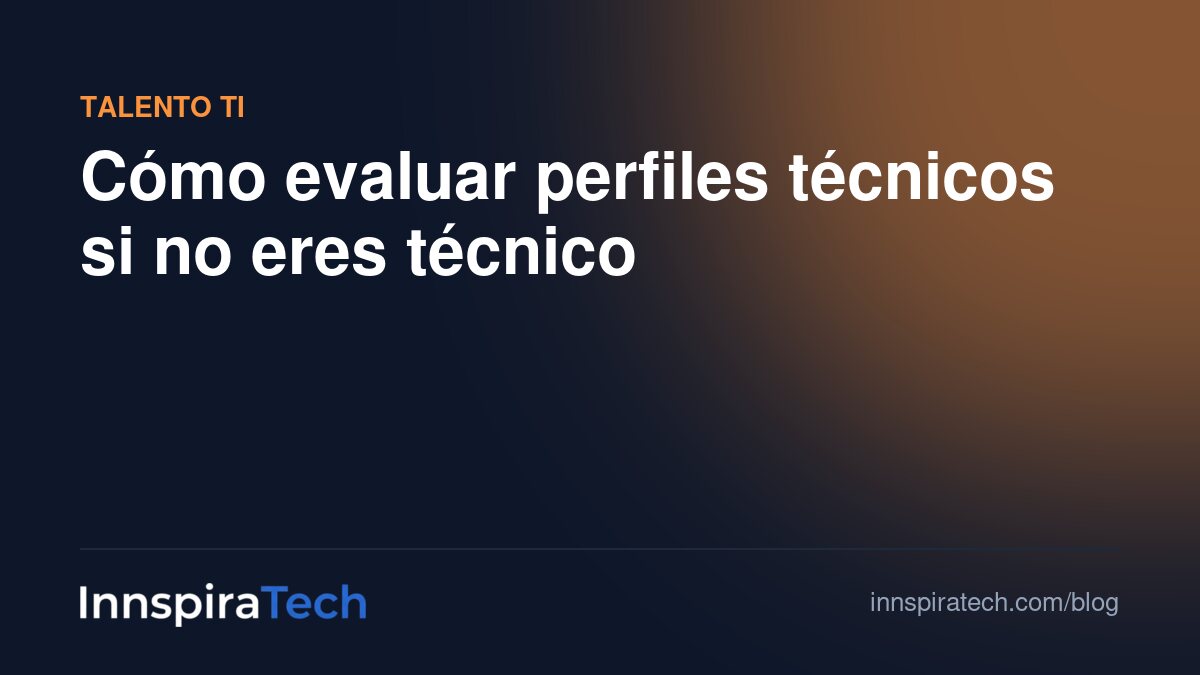 TALENTO TI
Cómo evaluar perfiles técnicos
si no eres técnico
InnspiraTech
innspiratech.com/blog